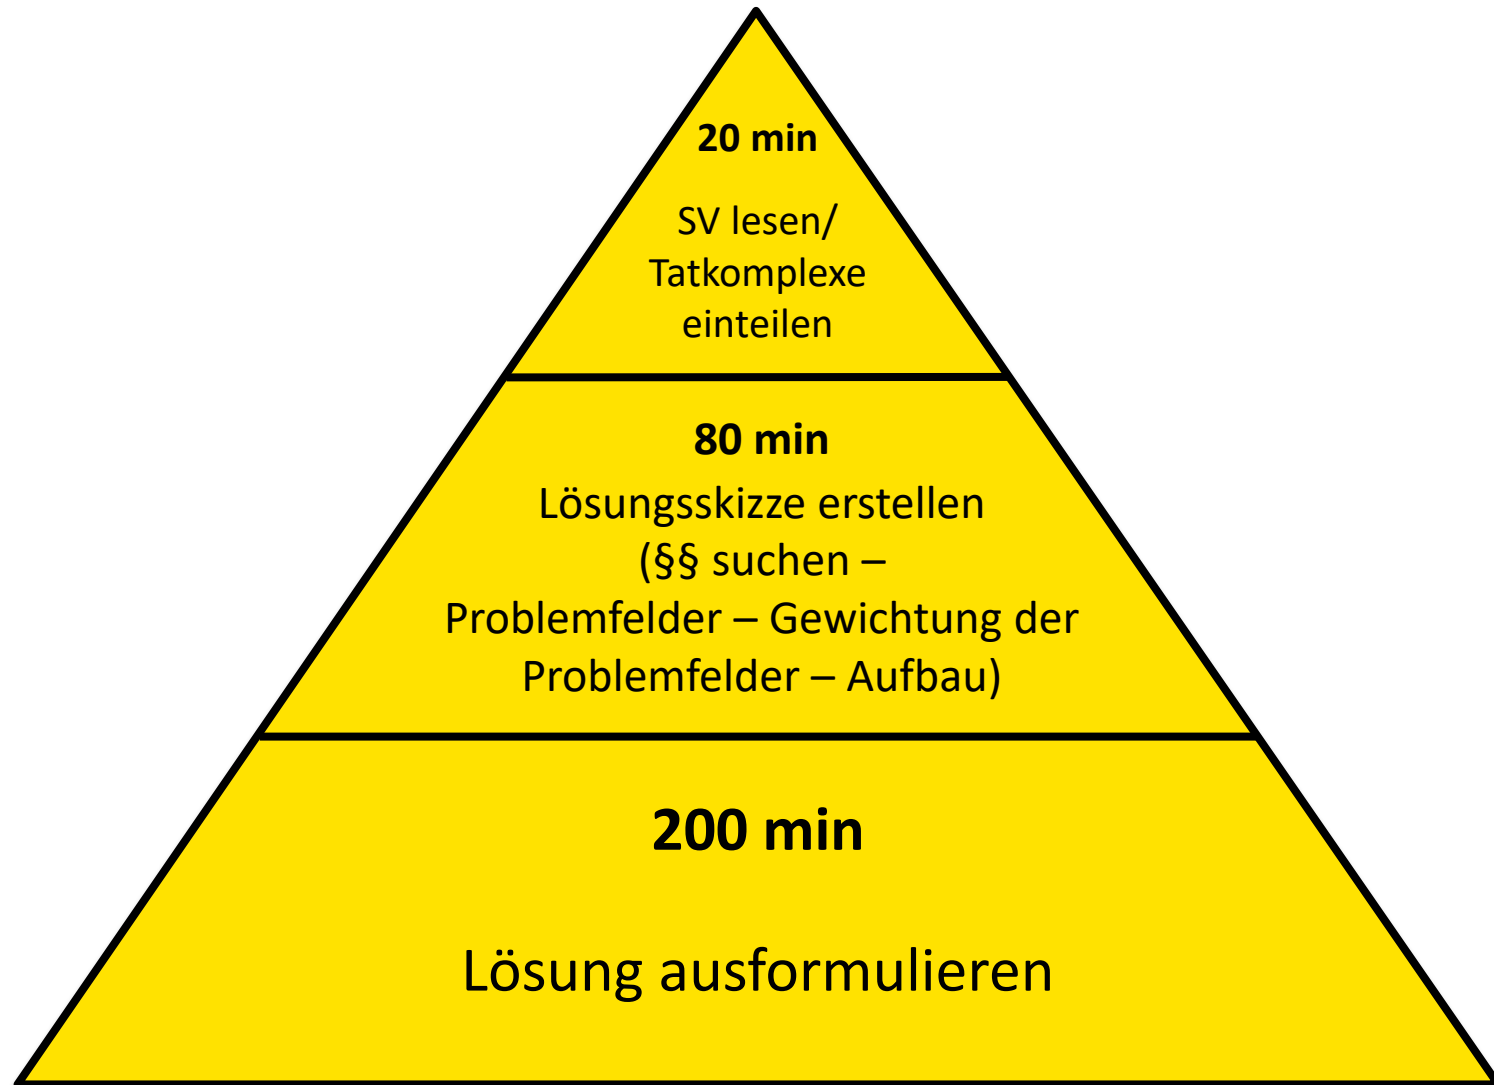 20 min
SV lesen/
Tatkomplexe
einteilen
80 min
Lösungsskizze erstellen
(§§ suchen –
Problemfelder – Gewichtung der
Problemfelder – Aufbau)
200 min
Lösung ausformulieren